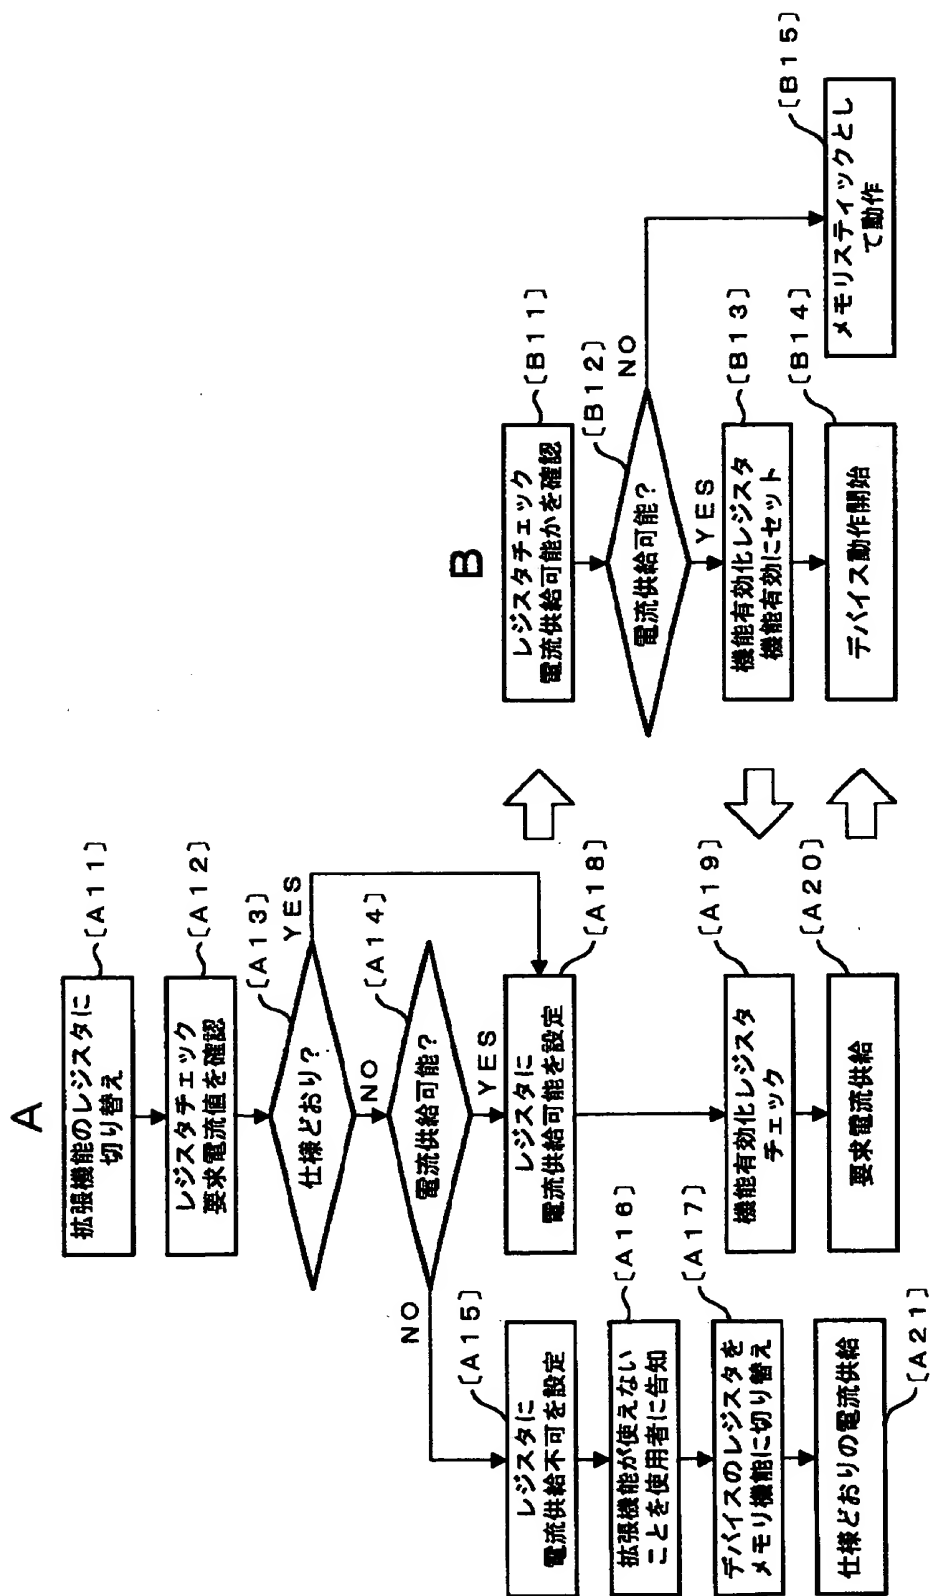 A
拡張機能のレジスタに
切り替え
[A11]
レジスタチェック
要求電流値を確認
[A12]
仕様どおり?
[A13]
YES
NO
電流供給可能?
[A14]
NO
YES
レジスタに
電流供給不可を設定
[A15]
拡張機能が使えない
ことを使用者に告知
[A16]
デバイスのレジスタを
メモリ機能に切り替え
[A17]
仕様どおりの電流供給
[A21]
レジスタに
電流供給可能を設定
[A18]
機能有効化レジスタ
チェック
[A19]
要求電流供給
[A20]
B
レジスタチェック
電流供給可能かを確認
[B11]
電流供給可能?
[B12]
NO
YES
機能有効化レジスタ
機能有効にセット
[B13]
デバイス動作開始
[B14]
メモリスティックとし
て動作
[B15]